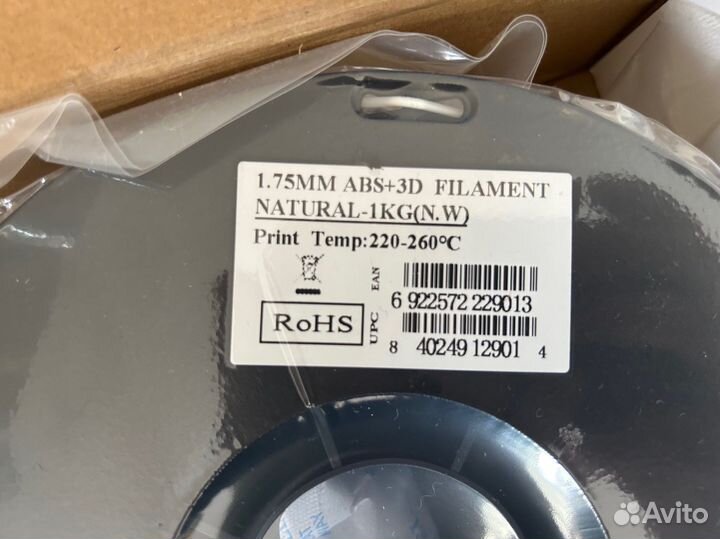 1.75MM ABS+3D FILAMENT
NATURAL-1KG(N.W)
Print Temp:220-260℃
EAN
6 922572 229013
RoHS
UPC
8 40249 12901 4
Avito